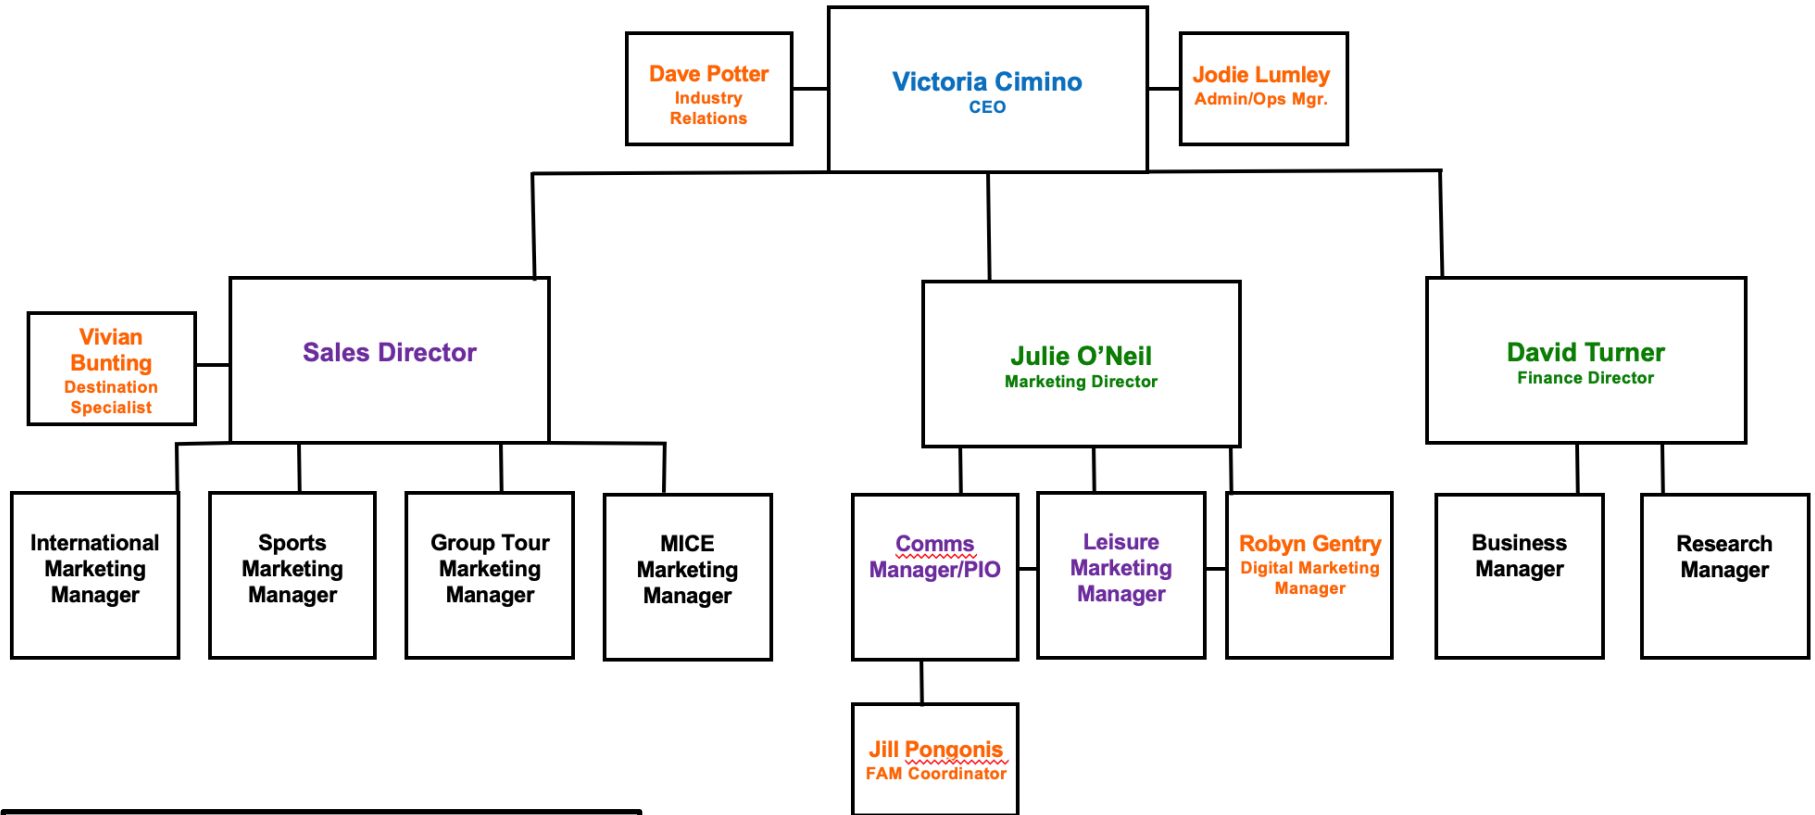 Dave Potter
Industry
Relations
Victoria Cimino
CEO
Jodie Lumley
Admin/Ops Mgr.
Vivian
Bunting
Destination
Specialist
Sales Director
Julie O’Neil
Marketing Director
David Turner
Finance Director
International
Marketing
Manager
Sports
Marketing
Manager
Group Tour
Marketing
Manager
MICE
Marketing
Manager
Comms
Manager/PIO
Leisure
Marketing
Manager
Robyn Gentry
Digital Marketing
Manager
Business
Manager
Research
Manager
Jill Pongonis
FAM Coordinator